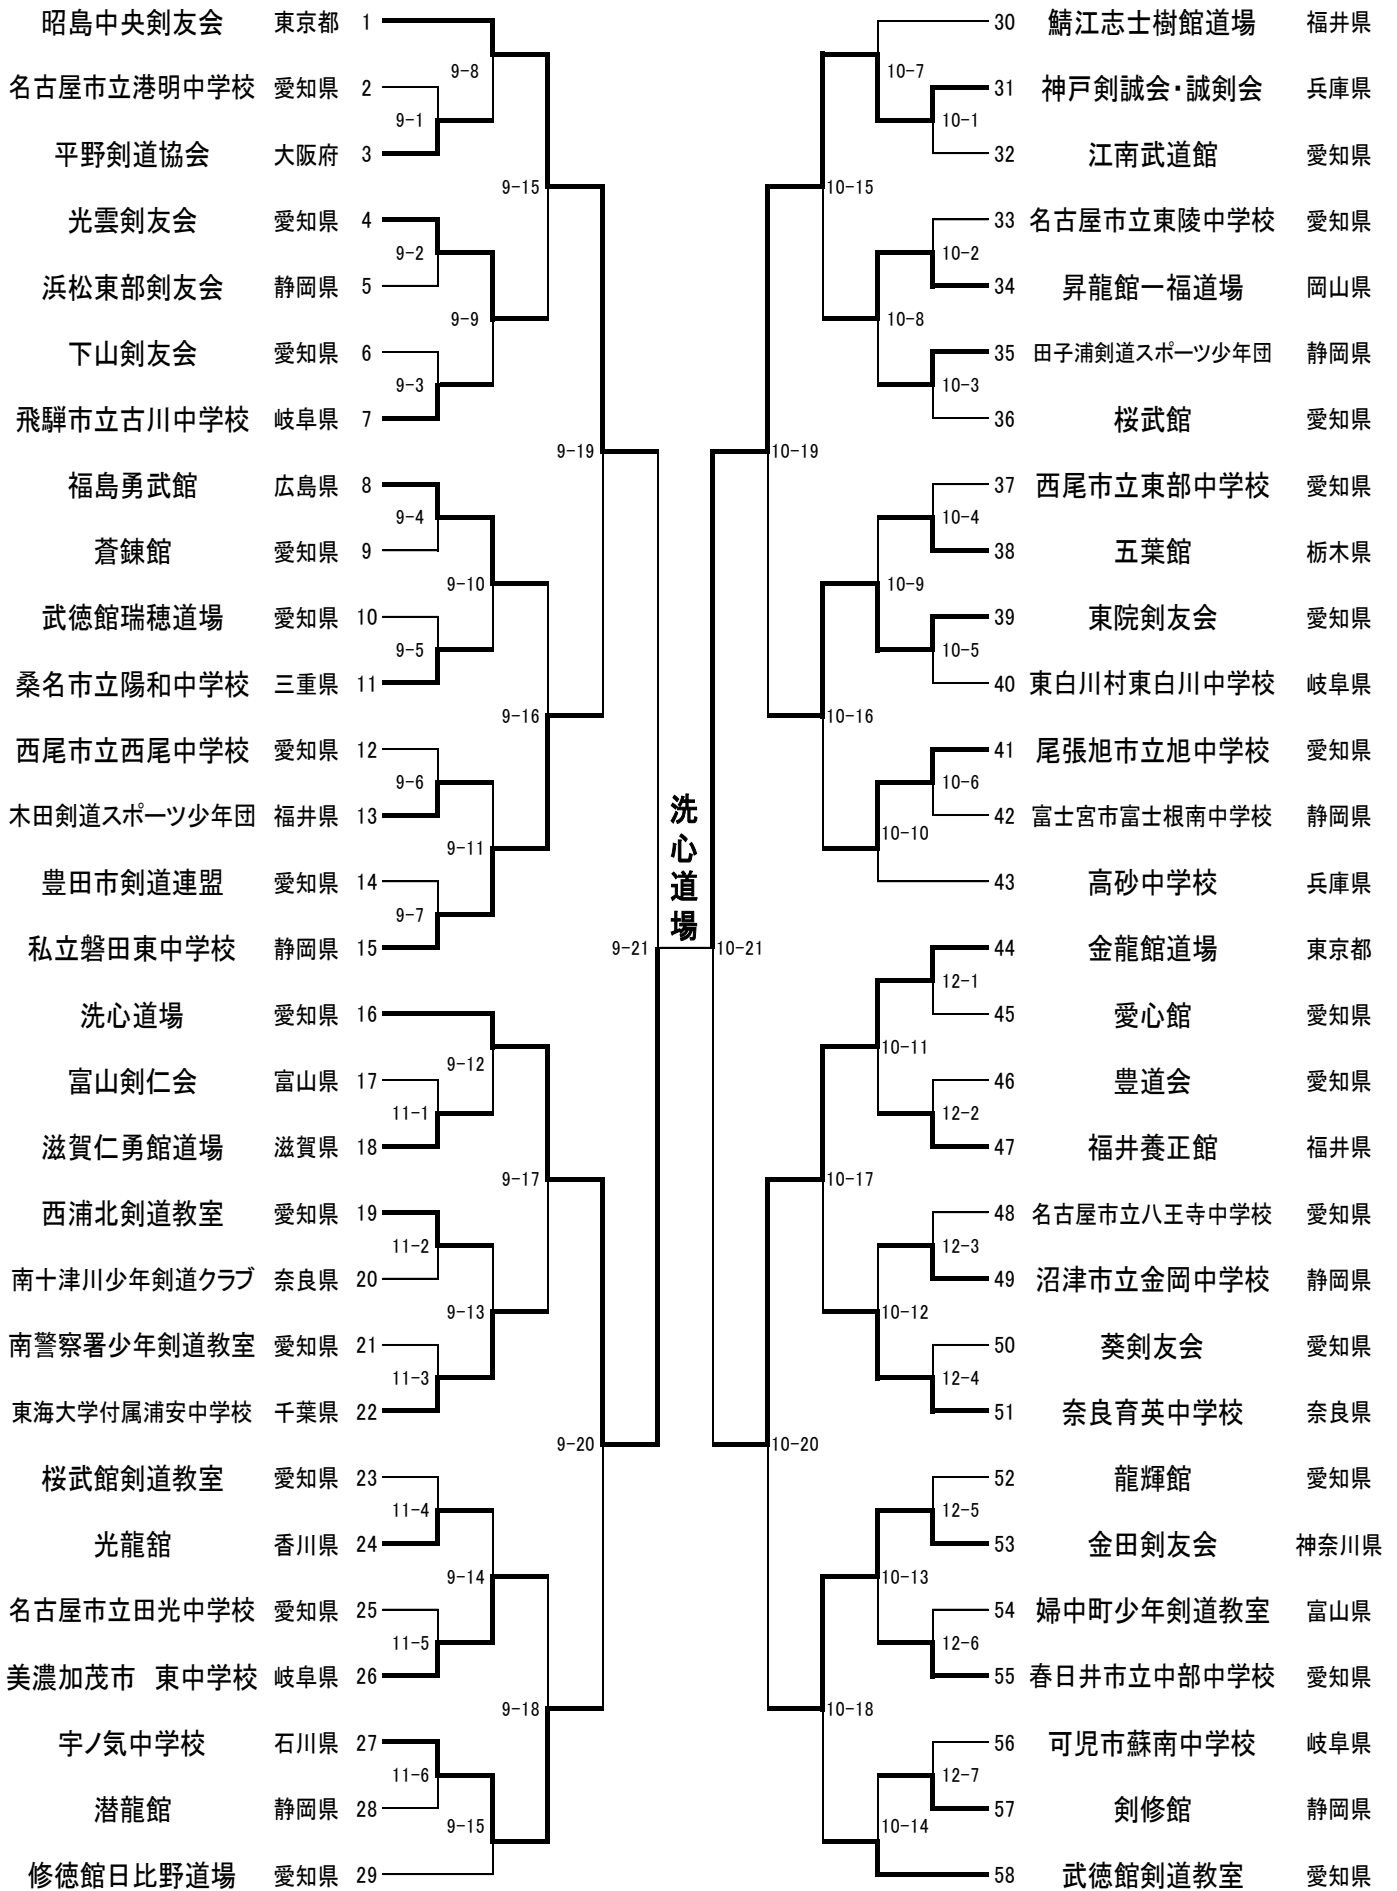 昭島中央剣友会 東京都 1
名古屋市立港明中学校 愛知県 2
平野剣道協会 大阪府 3
光雲剣友会 愛知県 4
浜松東部剣友会 静岡県 5
下山剣友会 愛知県 6
飛騨市立古川中学校 岐阜県 7
福島勇武館 広島県 8
蒼錬館 愛知県 9
武徳館瑞穂道場 愛知県 10
桑名市立陽和中学校 三重県 11
西尾市立西尾中学校 愛知県 12
木田剣道スポーツ少年団 福井県 13
豊田市剣道連盟 愛知県 14
私立磐田東中学校 静岡県 15
洗心道場 愛知県 16
富山剣仁会 富山県 17
滋賀仁勇館道場 滋賀県 18
西浦北剣道教室 愛知県 19
南十津川少年剣道クラブ 奈良県 20
南警察署少年剣道教室 愛知県 21
東海大学付属浦安中学校 千葉県 22
桜武館剣道教室 愛知県 23
光龍舘 香川県 24
名古屋市立田光中学校 愛知県 25
美濃加茂市 東中学校 岐阜県 26
宇ノ気中学校 石川県 27
潜龍館 静岡県 28
修徳館日比野道場 愛知県 29
9-8
9-1
9-15
9-2
9-9
9-3
9-19
9-4
9-10
9-5
9-16
9-6
9-11
9-7
9-21
9-12
11-1
9-17
11-2
9-13
11-3
9-20
11-4
9-14
11-5
9-18
11-6
9-15
洗心道場
10-7
10-1
10-15
10-2
10-8
10-3
10-19
10-4
10-9
10-5
10-16
10-6
10-10
10-21
12-1
10-11
12-2
10-17
12-3
10-12
12-4
10-20
12-5
10-13
12-6
10-18
12-7
10-14
30 鯖江志士樹館道場 福井県
31 神戸剣誠会・誠剣会 兵庫県
32 江南武道館 愛知県
33 名古屋市立東陵中学校 愛知県
34 昇龍館一福道場 岡山県
35 田子浦剣道スポーツ少年団 静岡県
36 桜武館 愛知県
37 西尾市立東部中学校 愛知県
38 五葉館 栃木県
39 東院剣友会 愛知県
40 東白川村東白川中学校 岐阜県
41 尾張旭市立旭中学校 愛知県
42 富士宮市富士根南中学校 静岡県
43 高砂中学校 兵庫県
44 金龍館道場 東京都
45 愛心館 愛知県
46 豊道会 愛知県
47 福井養正館 福井県
48 名古屋市立八王寺中学校 愛知県
49 沼津市立金岡中学校 静岡県
50 葵剣友会 愛知県
51 奈良育英中学校 奈良県
52 龍輝館 愛知県
53 金田剣友会 神奈川県
54 婦中町少年剣道教室 富山県
55 春日井市立中部中学校 愛知県
56 可児市蘇南中学校 岐阜県
57 剣修館 静岡県
58 武徳館剣道教室 愛知県